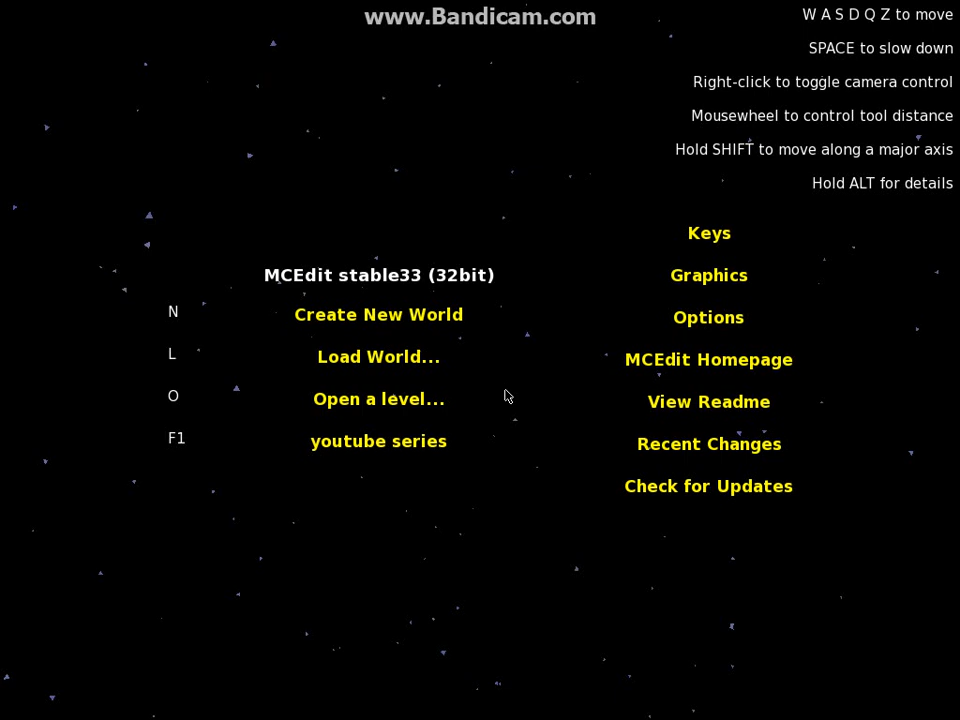 www.Bandicam.com
W A S D Q Z to move
SPACE to slow down
Right-click to toggle camera control
Mousewheel to control tool distance
Hold SHIFT to move along a major axis
Hold ALT for details
MCEdit stable33 (32bit)
N Create New World
L Load World...
O Open a level...
F1 youtube series
Keys
Graphics
Options
MCEdit Homepage
View Readme
Recent Changes
Check for Updates